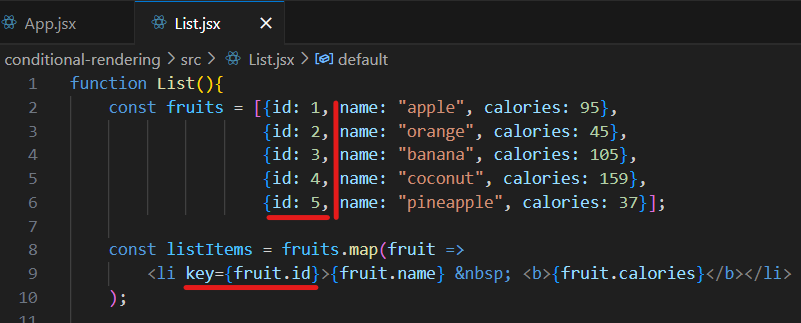 App.jsx List.jsx X
conditional-rendering > src > List.jsx > default
1 function List(){
2 const fruits = [{id: 1, name: "apple", calories: 95},
3 {id: 2, name: "orange", calories: 45},
4 {id: 3, name: "banana", calories: 105},
5 {id: 4, name: "coconut", calories: 159},
6 {id: 5, name: "pineapple", calories: 37}];
7
8 const listItems = fruits.map(fruit =>
9 <li key={fruit.id}>{fruit.name} &nbsp; <b>{fruit.calories}</b></li>
10 );
11